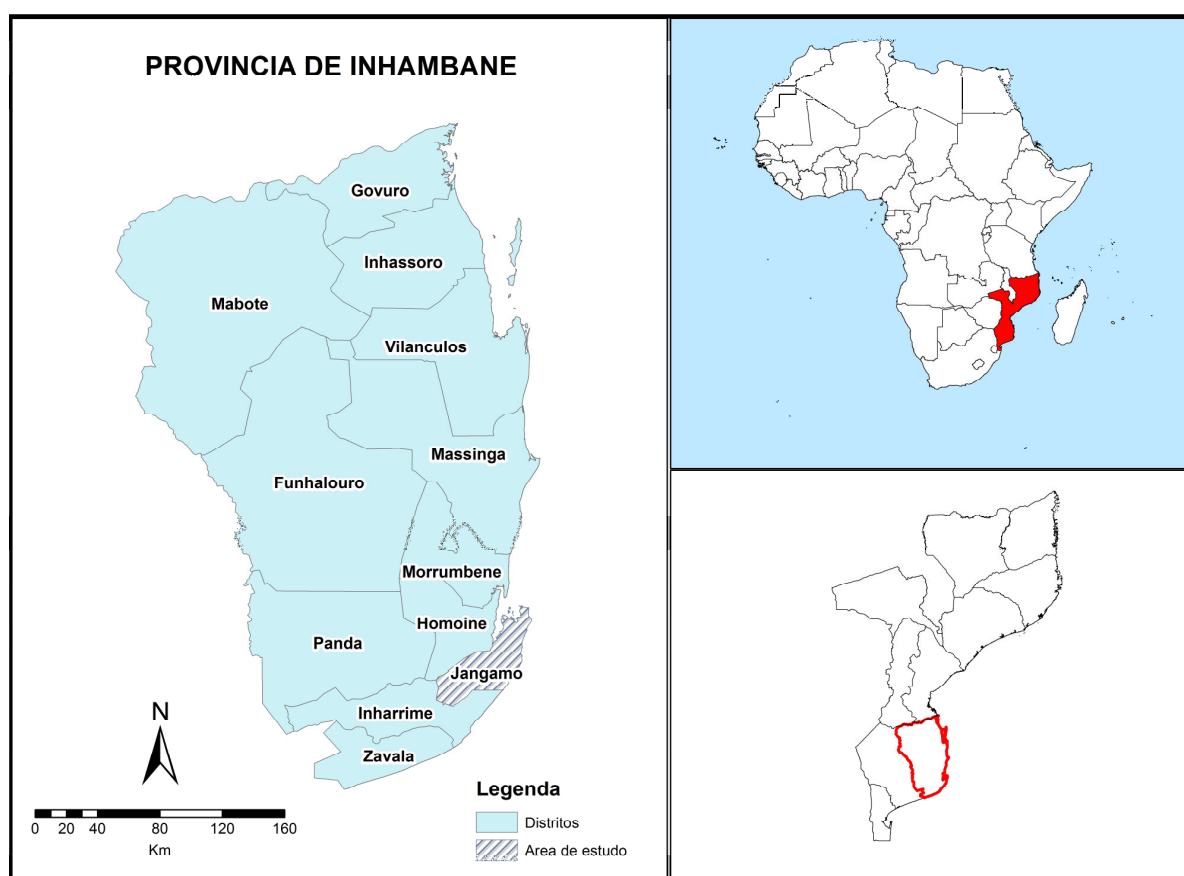 PROVINCIA DE INHAMBANE
Govuro
Inhassoro
Mabote
Vilanculos
Massinga
Funhalouro
Morrumbene
Homoine
Panda
Jangamo
Inharrime
Zavala
N
0 10 20 40 80 120 160
Km
Legenda
Distritos
Area de estudo